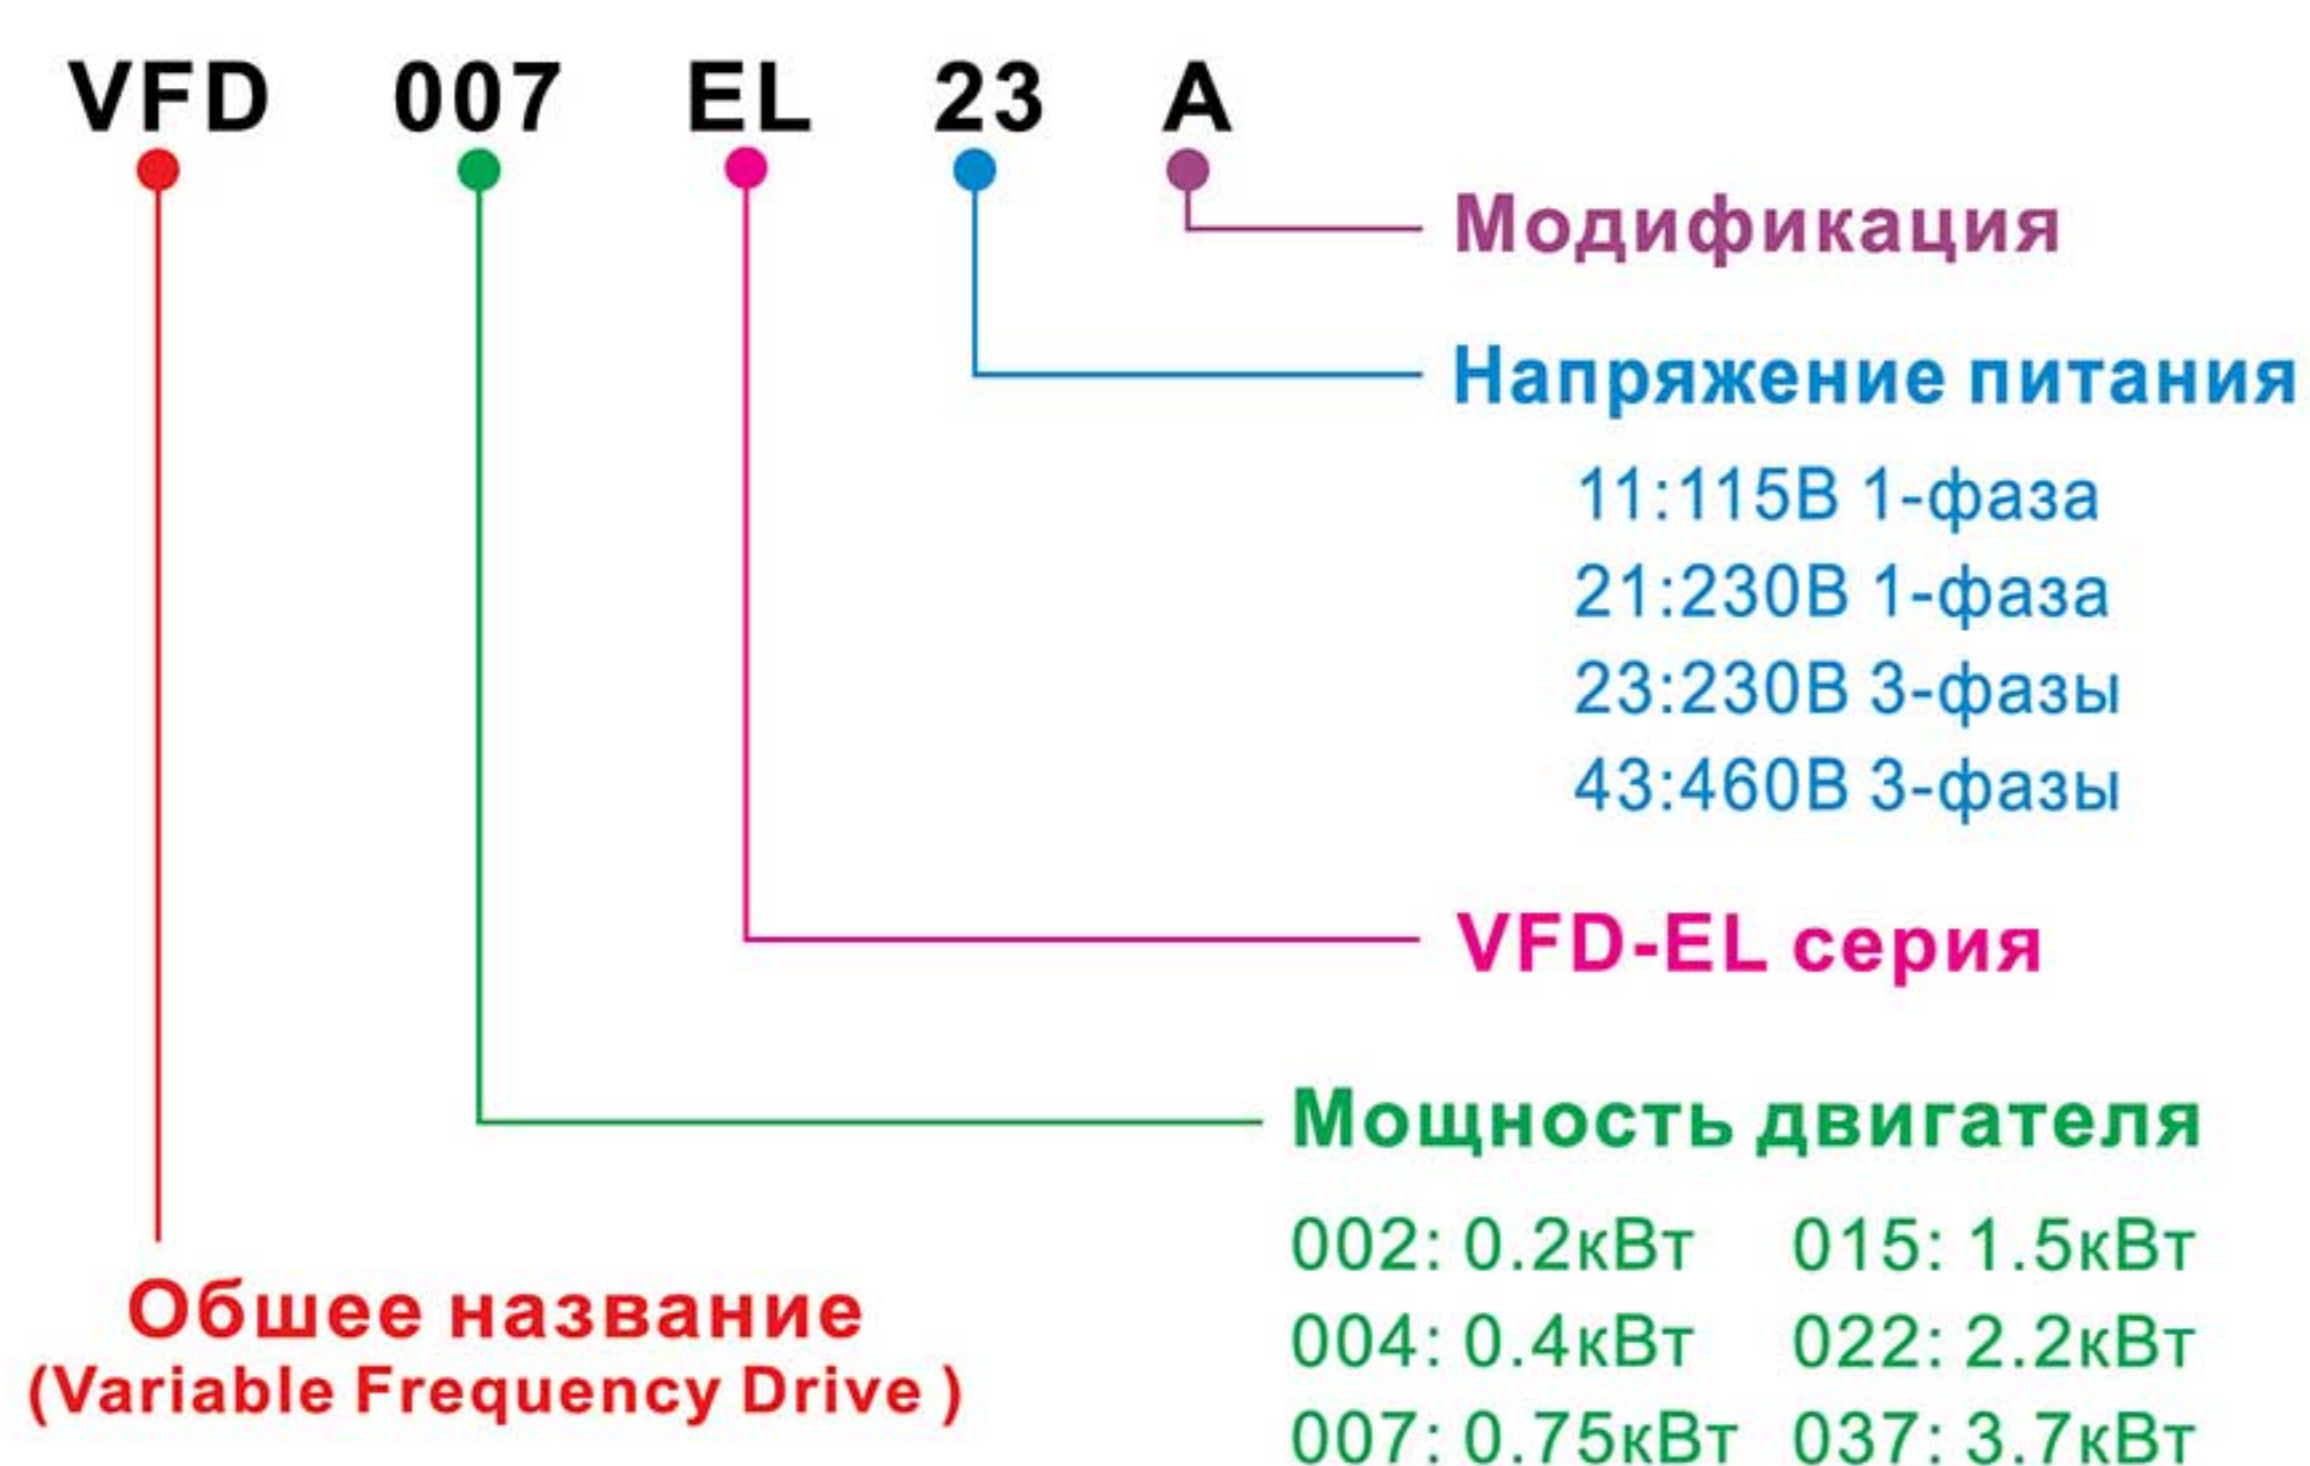 VFD 007 EL 23 A
Модификация
Напряжение питания
11:115В 1-фаза
21:230В 1-фаза
23:230В 3-фазы
43:460В 3-фазы
VFD-EL серия
Мощность двигателя
002: 0.2кВт 015: 1.5кВт
004: 0.4кВт 022: 2.2кВт
007: 0.75кВт 037: 3.7кВт
Обшее название
(Variable Frequency Drive )